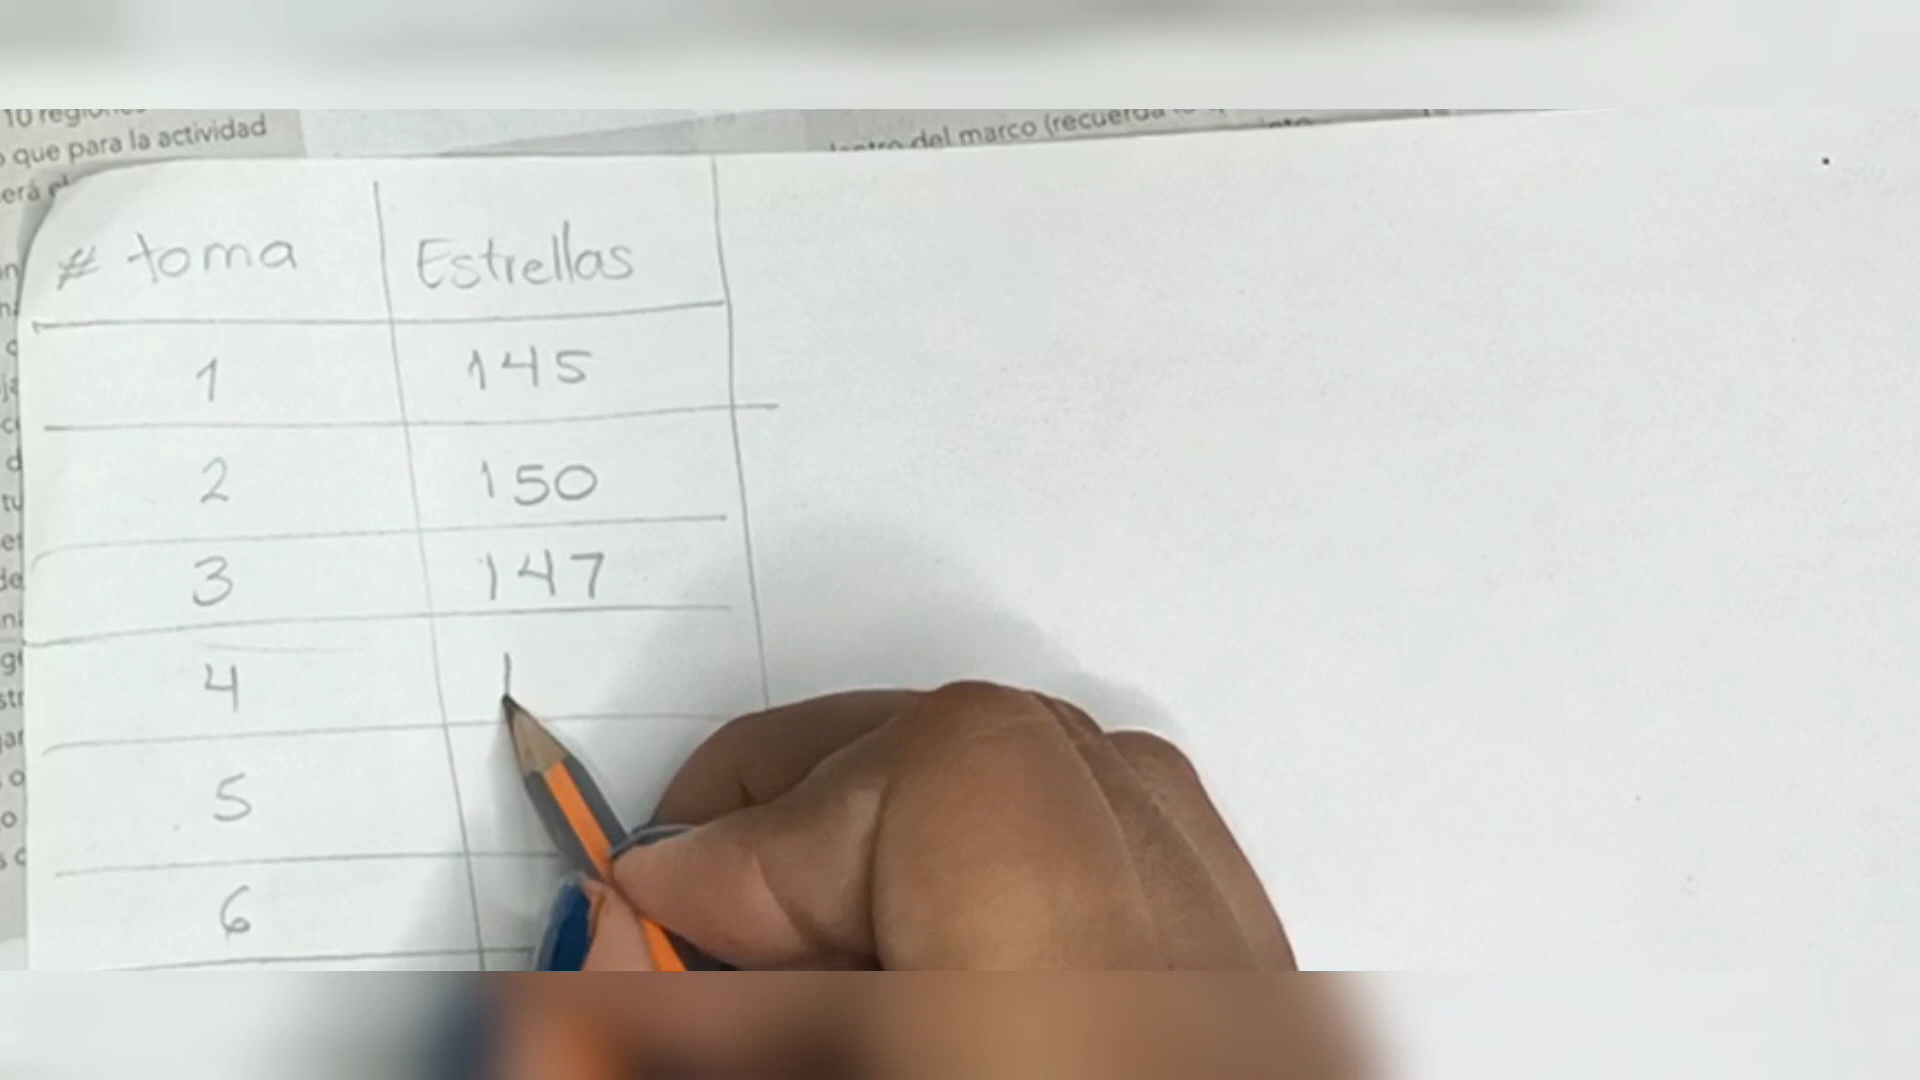 10
que para la actividad
del marco (recuerda
# toma Estrellas
1 145
2 150
3 147
4 1
5
6